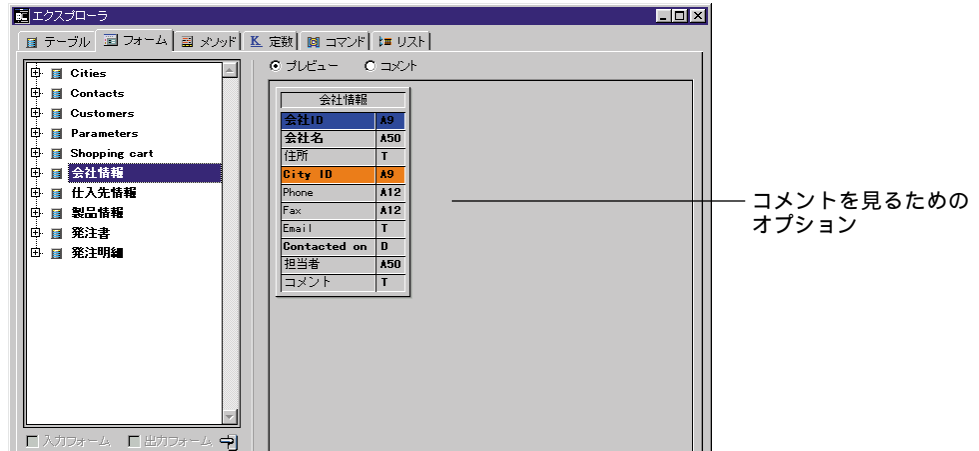 エクスプローラ
テーブル フォーム メソッド K 定数 コマンド リスト
プレビュー コメント
Cities
Contacts
Customers
Parameters
Shopping cart
会社情報
仕入先情報
製品情報
発注書
発注明細
会社情報
会社ID A9
会社名 A50
住所 T
City ID A9
Phone A12
Fax A12
Email T
Contacted on D
担当者 A50
コメント T
コメントを見るための
オプション
入力フォーム 出力フォーム